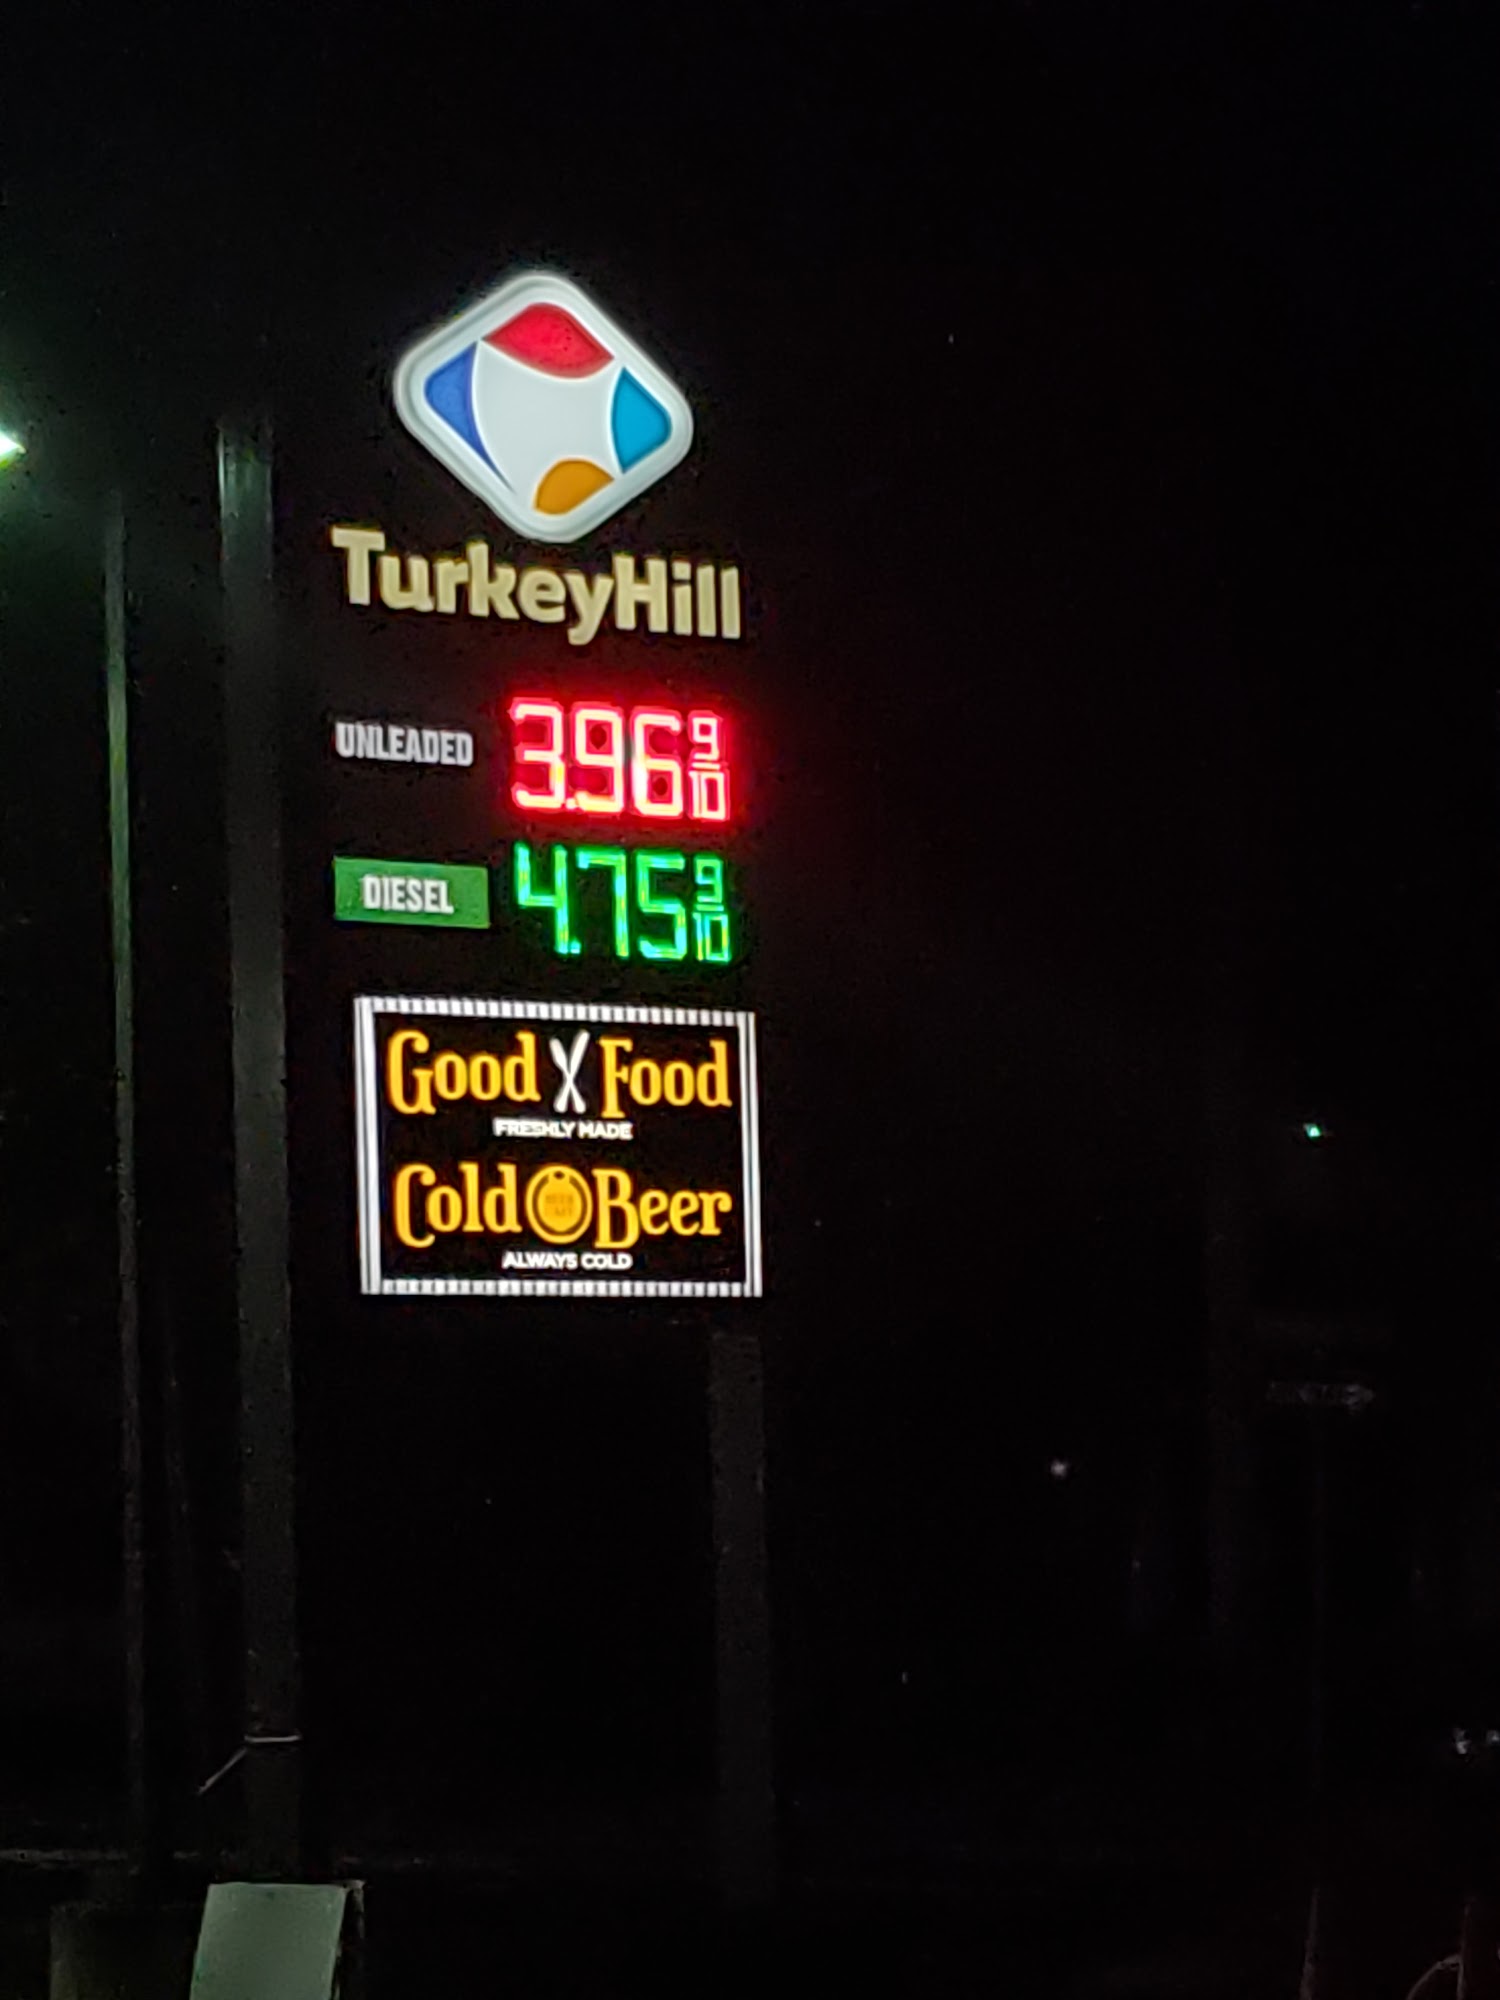 TurkeyHill
UNLEADED 3.96 9/10
DIESEL 4.75 9/10
Good Food
FRESHLY MADE
Cold Beer
ALWAYS COLD